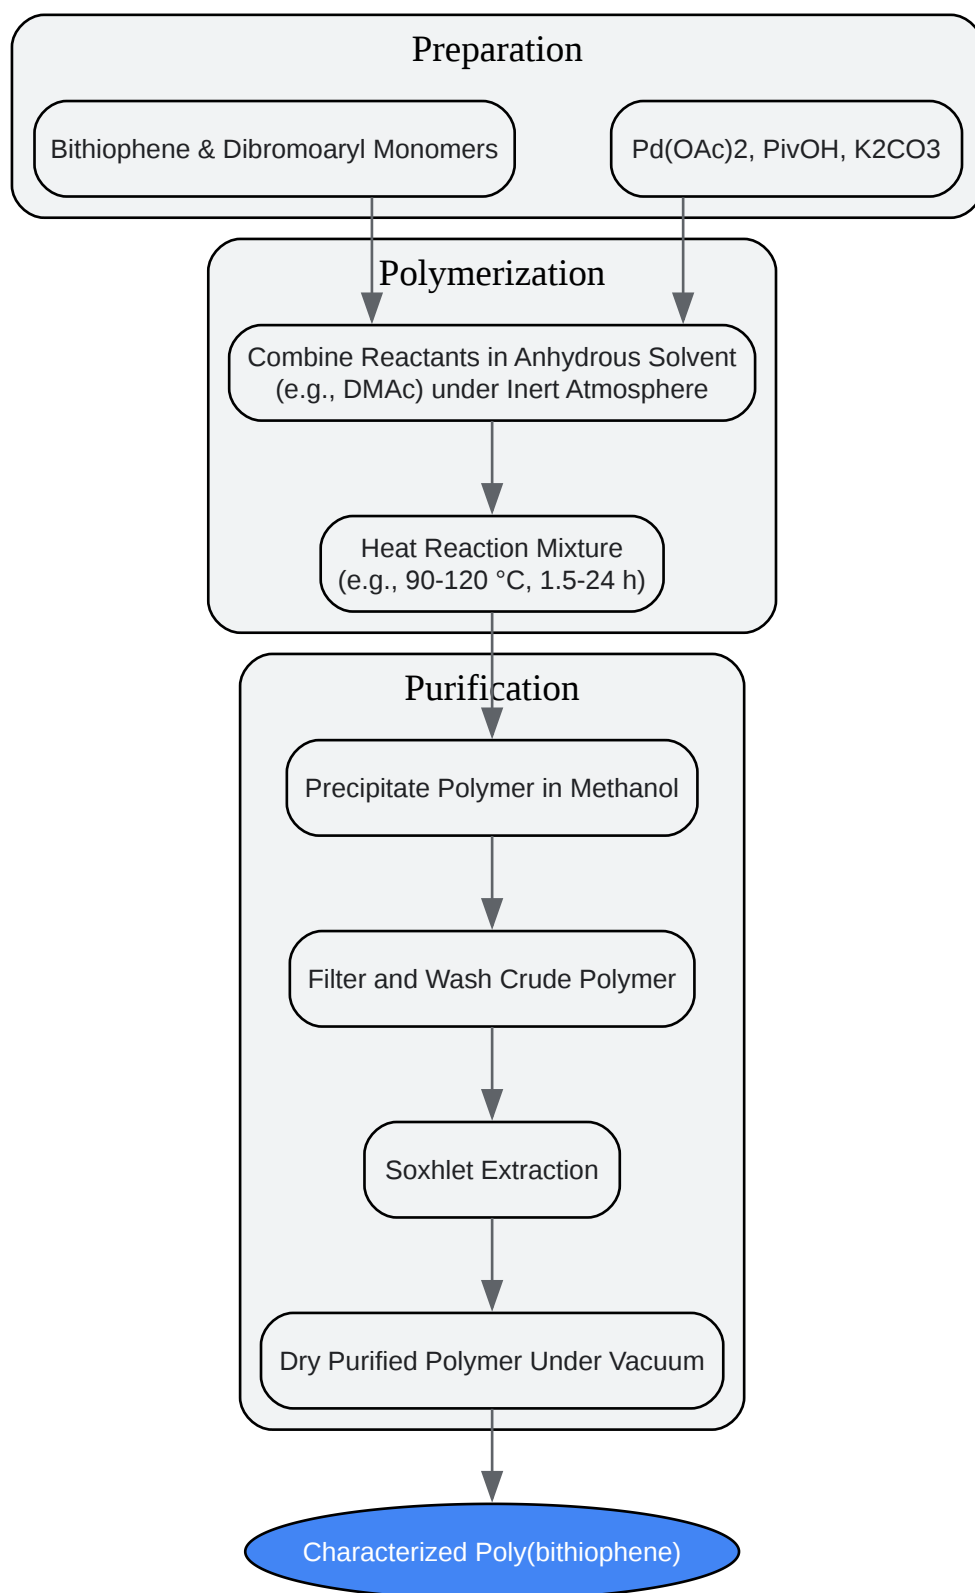 Preparation
Bithiophene & Dibromoaryl Monomers
Pd(OAc)2, PivOH, K2CO3
Polymerization
Combine Reactants in Anhydrous Solvent
(e.g., DMAc) under Inert Atmosphere
Heat Reaction Mixture
(e.g., 90-120 °C, 1.5-24 h)
Purification
Precipitate Polymer in Methanol
Filter and Wash Crude Polymer
Soxhlet Extraction
Dry Purified Polymer Under Vacuum
Characterized Poly(bithiophene)